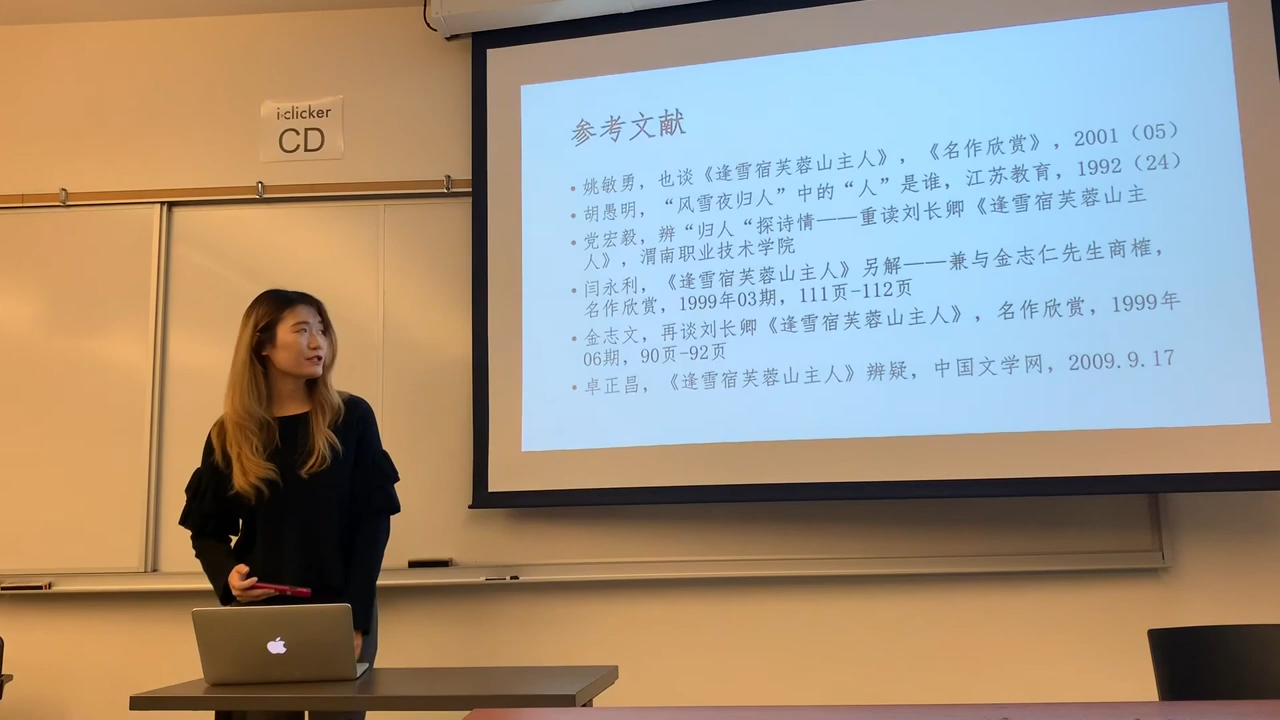 i>clicker
CD
参考文献
• 姚敏勇，也谈《逢雪宿芙蓉山主人》，《名作欣赏》，2001（05）
• 胡愚明，“风雪夜归人”中的“人”是谁，江苏教育，1992（24）
• 党宏毅，辨“归人“探诗情——重读刘长卿《逢雪宿芙蓉山主
人》，渭南职业技术学院
• 闫永利，《逢雪宿芙蓉山主人》另解——兼与金志仁先生商榷，
名作欣赏，1999年03期，111页-112页
• 金志文，再谈刘长卿《逢雪宿芙蓉山主人》，名作欣赏，1999年
06期，90页-92页
• 卓正昌，《逢雪宿芙蓉山主人》辨疑，中国文学网，2009.9.17